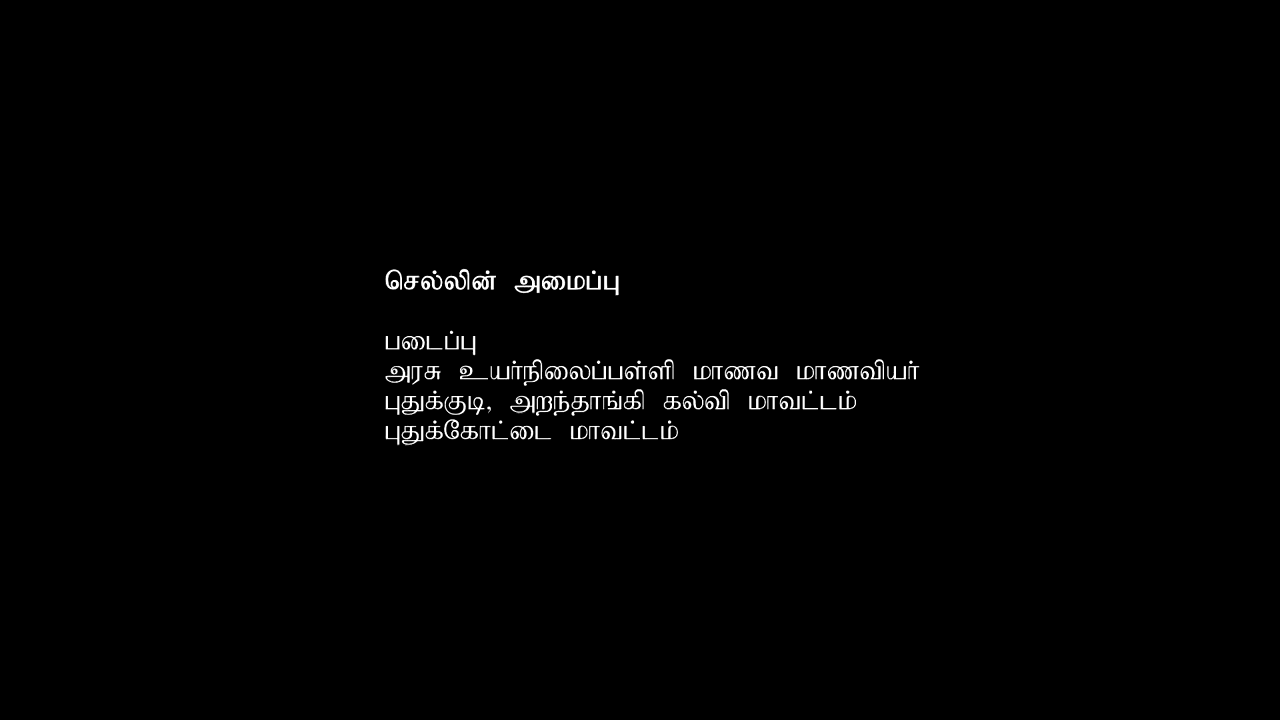 செல்லின் அமைப்பு
படைப்பு
அரசு உயர்நிலைப்பள்ளி மாணவ மாணவியர்
புதுக்குடி, அறந்தாங்கி கல்வி மாவட்டம்
புதுக்கோட்டை மாவட்டம்